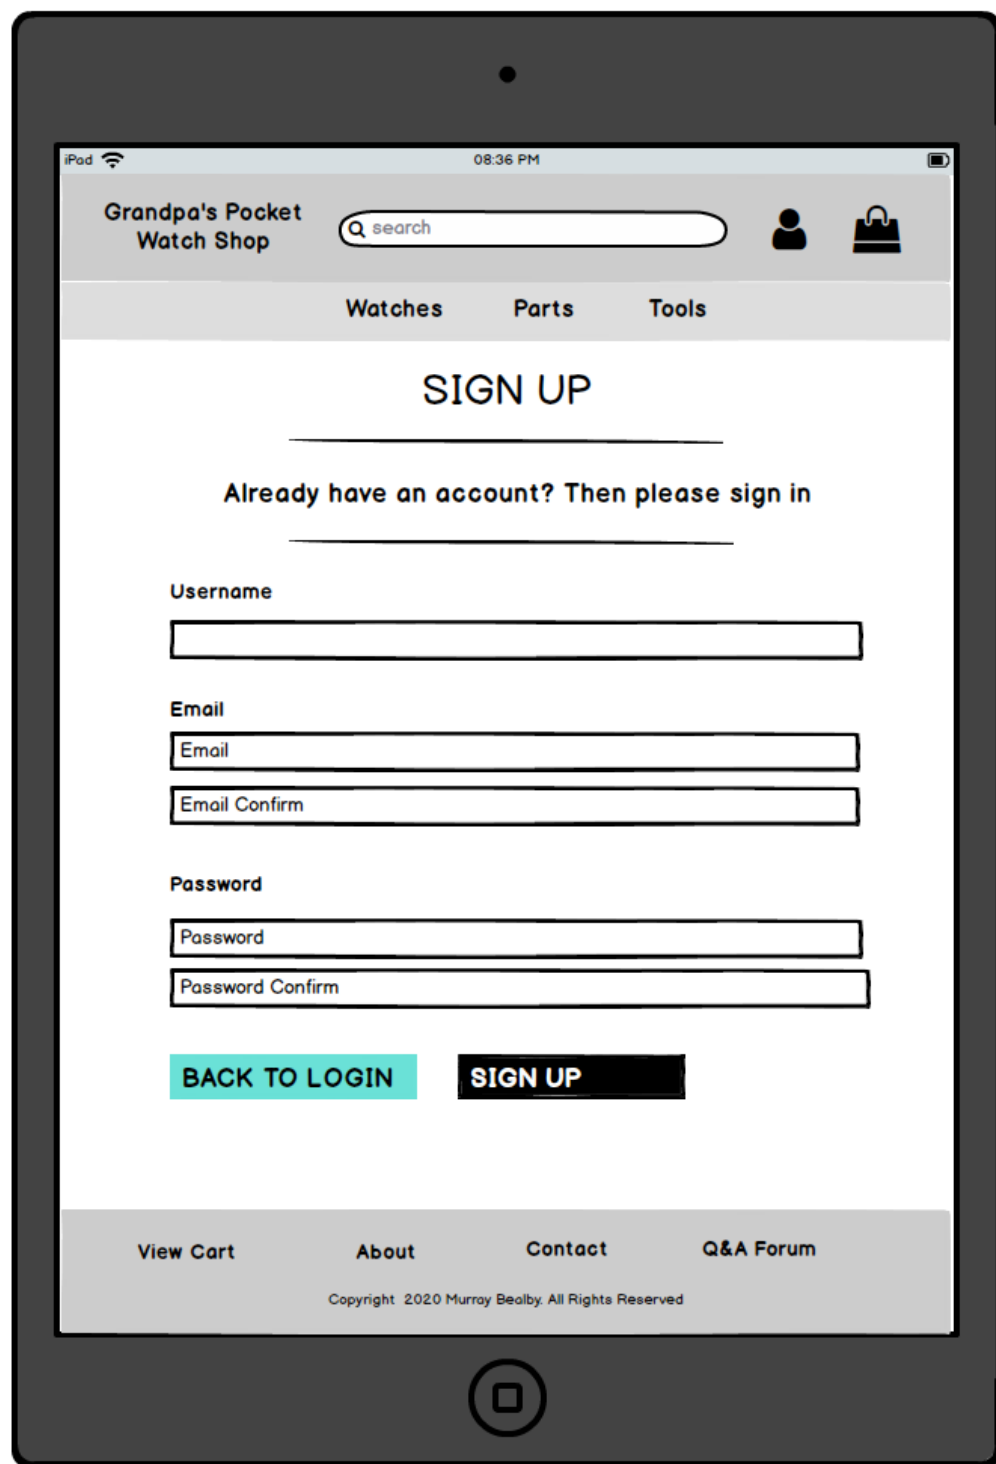 iPad
08:36 PM
Grandpa's Pocket
Watch Shop
search
Watches Parts Tools
SIGN UP
Already have an account? Then please sign in
Username
Email
Email
Email Confirm
Password
Password
Password Confirm
BACK TO LOGIN
SIGN UP
View Cart About Contact Q&A Forum
Copyright 2020 Murray Bealby. All Rights Reserved